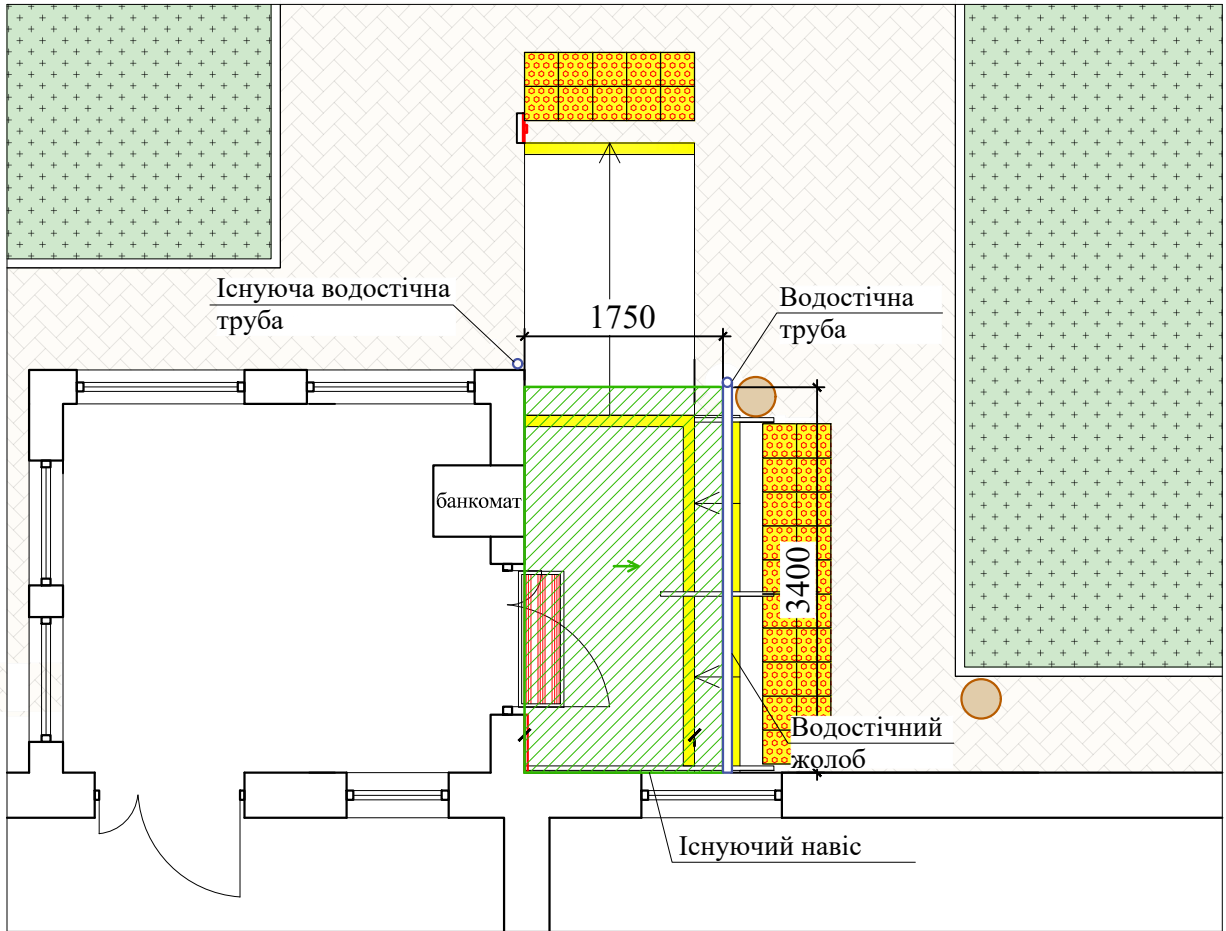 Існуюча водостічна
труба
1750
Водостічна
труба
банкомат
3400
Водостічний
жолоб
Існуючий навіс